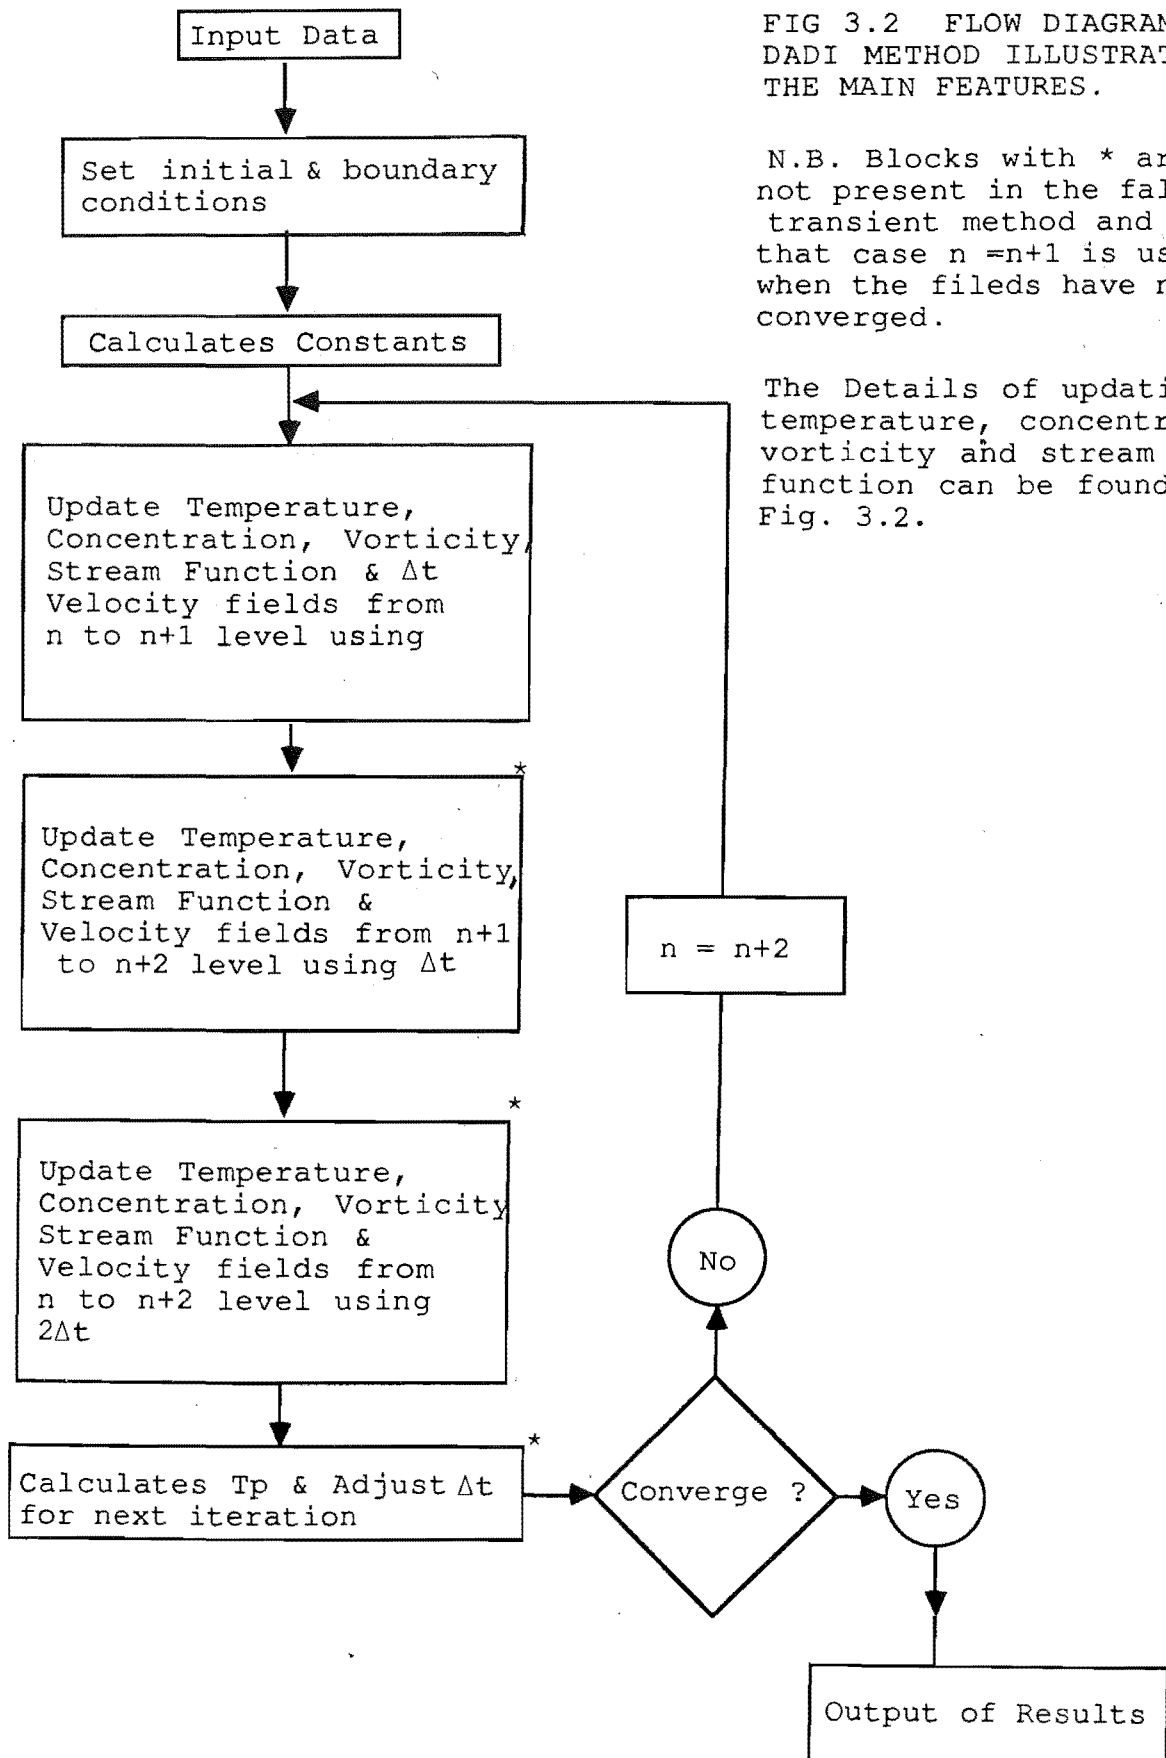 Input Data
FIG 3.2 FLOW DIAGRAM
DADI METHOD ILLUSTRAT
THE MAIN FEATURES.
N.B. Blocks with * ar
not present in the fal
transient method and
that case n =n+1 is us
when the fileds have n
converged.
The Details of updati
temperature, concentr
vorticity and stream
function can be found
Fig. 3.2.
Set initial & boundary
conditions
Calculates Constants
Update Temperature,
Concentration, Vorticity,
Stream Function & Δt
Velocity fields from
n to n+1 level using
*
Update Temperature,
Concentration, Vorticity,
Stream Function &
Velocity fields from n+1
to n+2 level using Δt
*
Update Temperature,
Concentration, Vorticity
Stream Function &
Velocity fields from
n to n+2 level using
2Δt
*
Calculates Tp & Adjust Δt
for next iteration
Converge ?
No
n = n+2
Yes
Output of Results